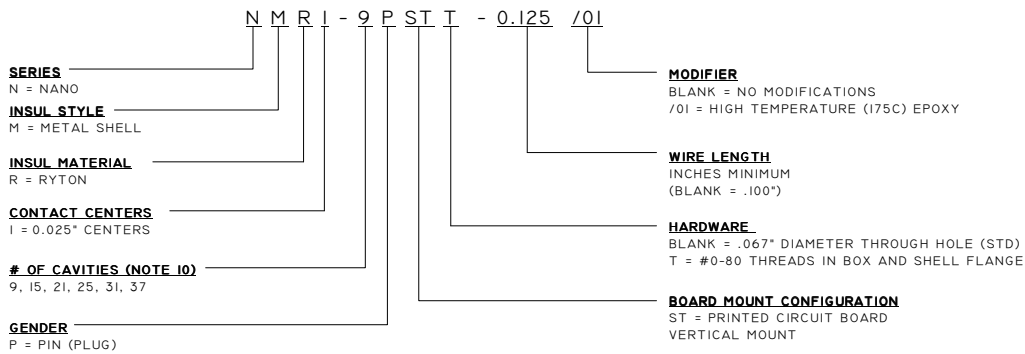 N M R I - 9 P ST T - 0.125 /01
SERIES
N = NANO
INSUL STYLE
M = METAL SHELL
INSUL MATERIAL
R = RYTON
CONTACT CENTERS
1 = 0.025" CENTERS
# OF CAVITIES (NOTE 10)
9, 15, 21, 25, 31, 37
GENDER
P = PIN (PLUG)
MODIFIER
BLANK = NO MODIFICATIONS
/01 = HIGH TEMPERATURE (175C) EPOXY
WIRE LENGTH
INCHES MINIMUM
(BLANK = .100")
HARDWARE
BLANK = .067" DIAMETER THROUGH HOLE (STD)
T = #0-80 THREADS IN BOX AND SHELL FLANGE
BOARD MOUNT CONFIGURATION
ST = PRINTED CIRCUIT BOARD
VERTICAL MOUNT